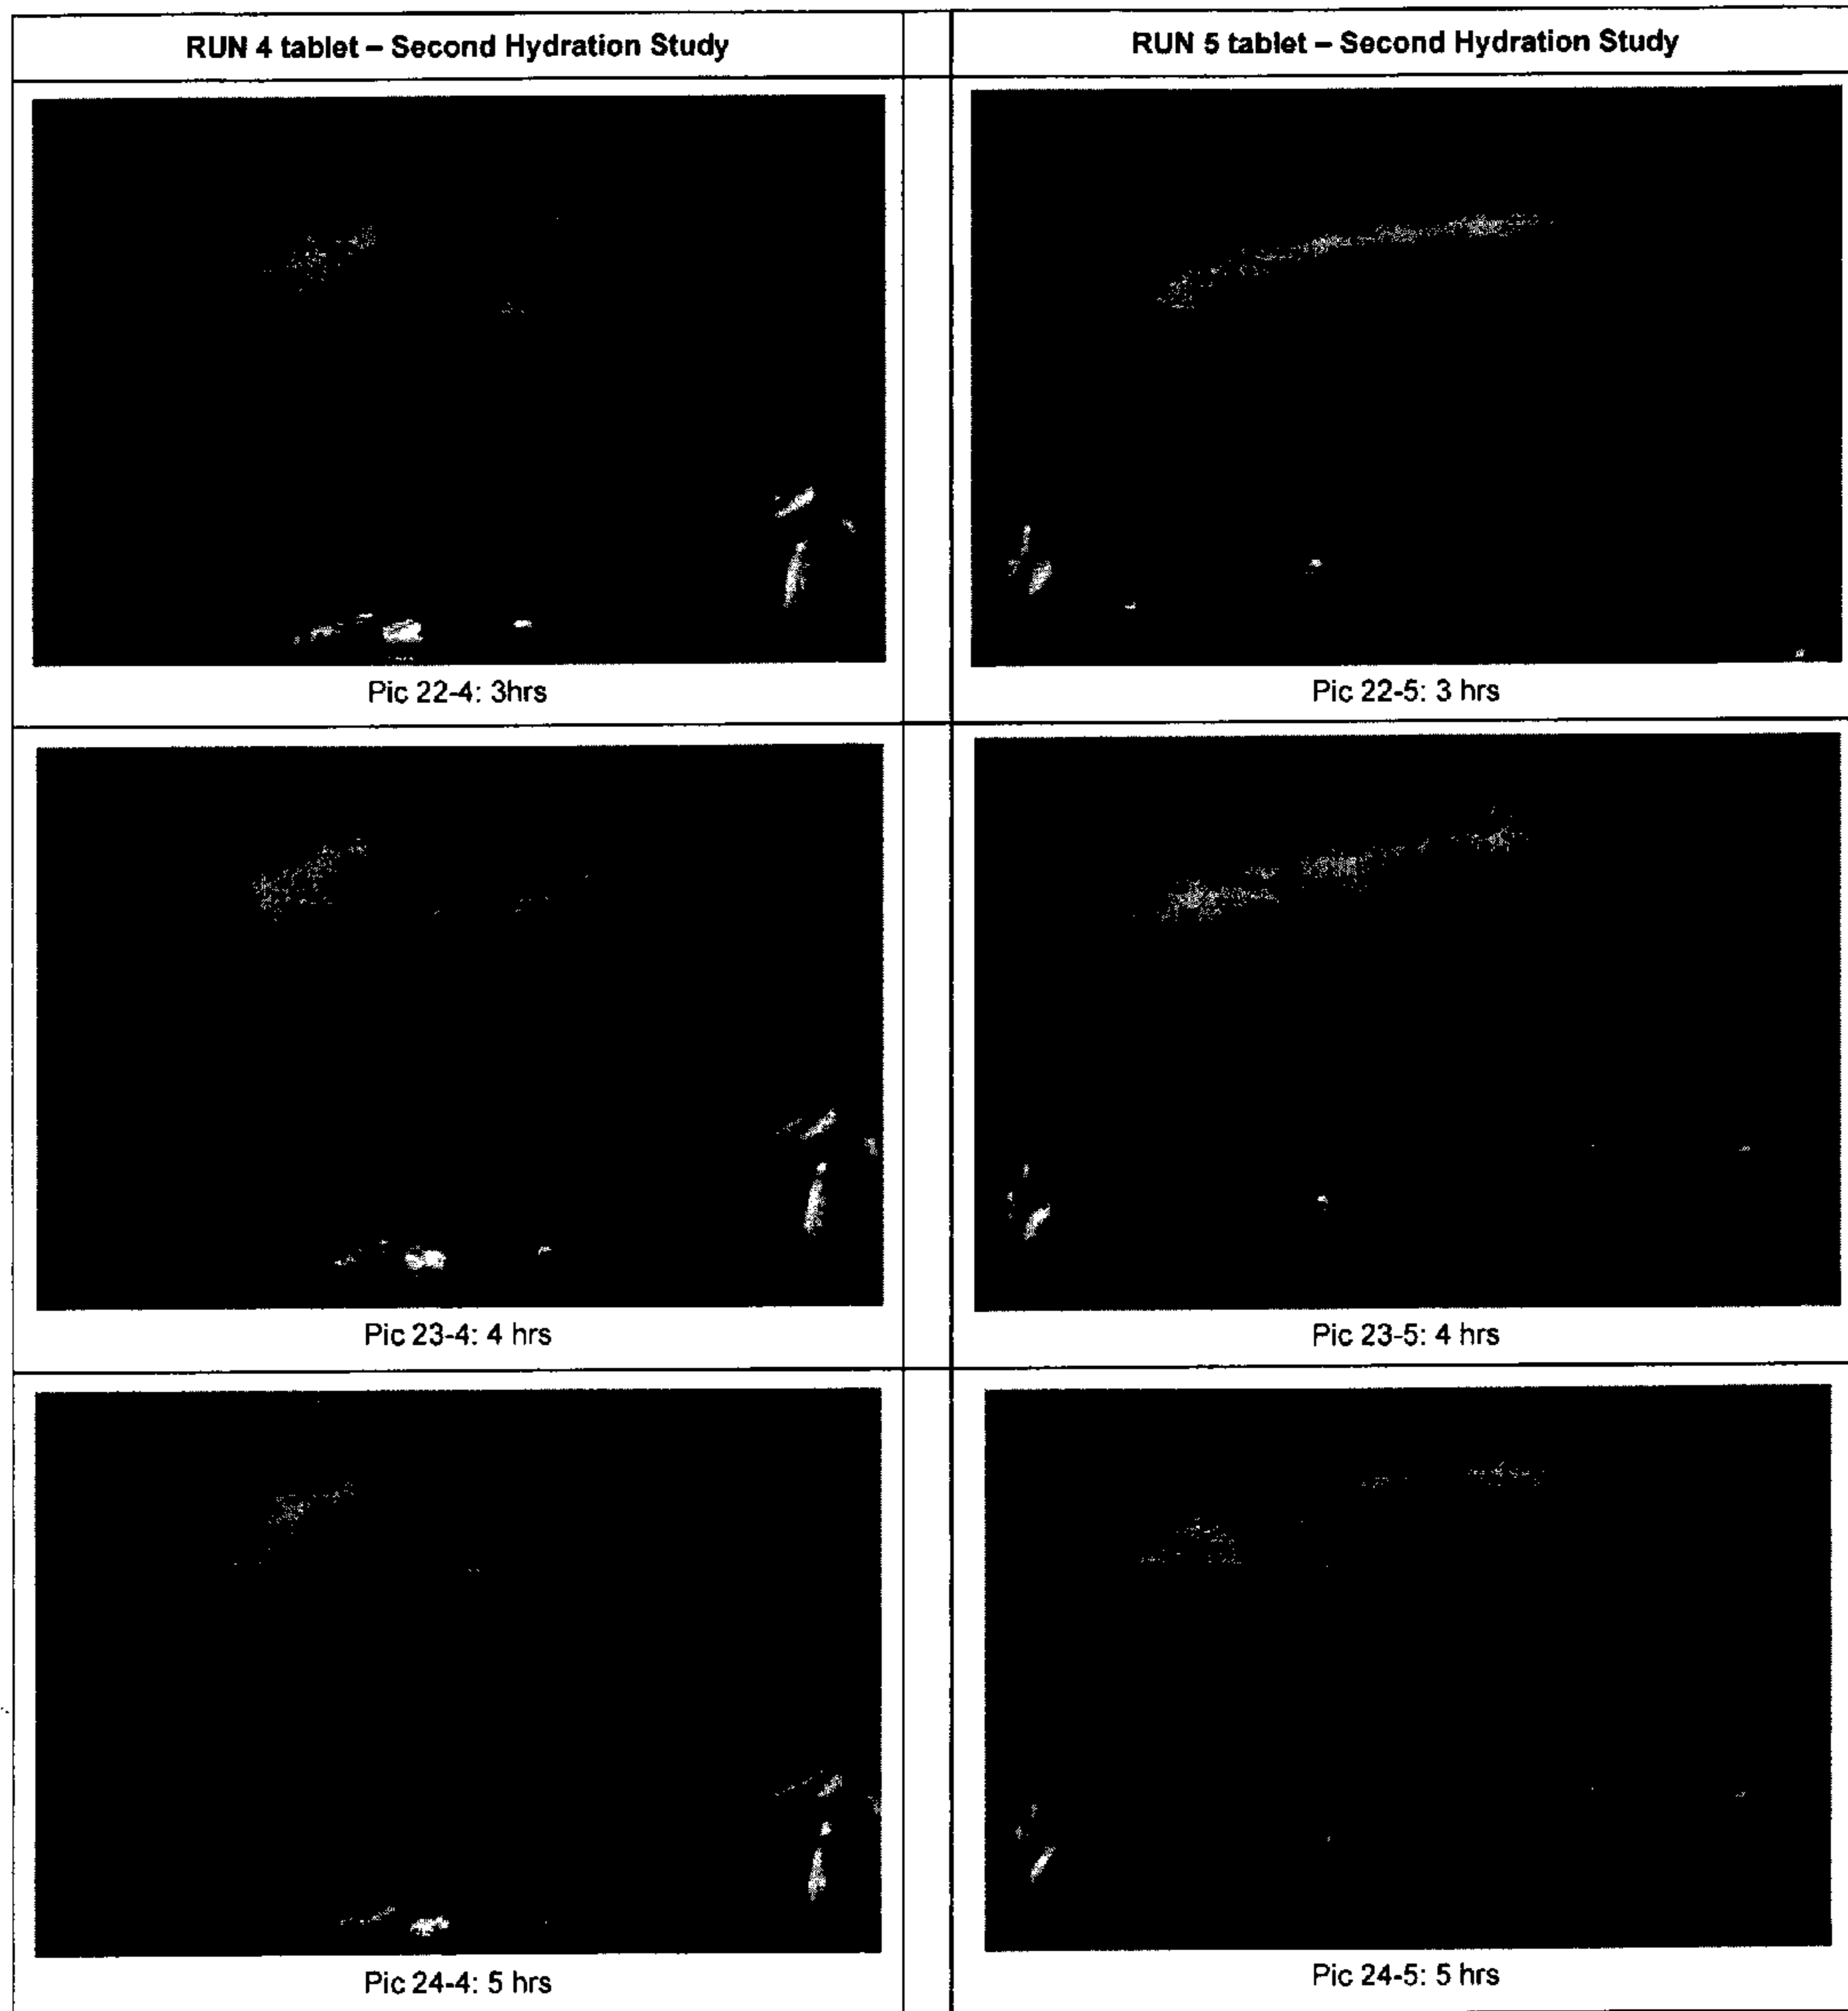 RUN 4 tablet – Second Hydration Study
RUN 5 tablet – Second Hydration Study
Pic 22-4: 3hrs
Pic 22-5: 3 hrs
Pic 23-4: 4 hrs
Pic 23-5: 4 hrs
Pic 24-4: 5 hrs
Pic 24-5: 5 hrs